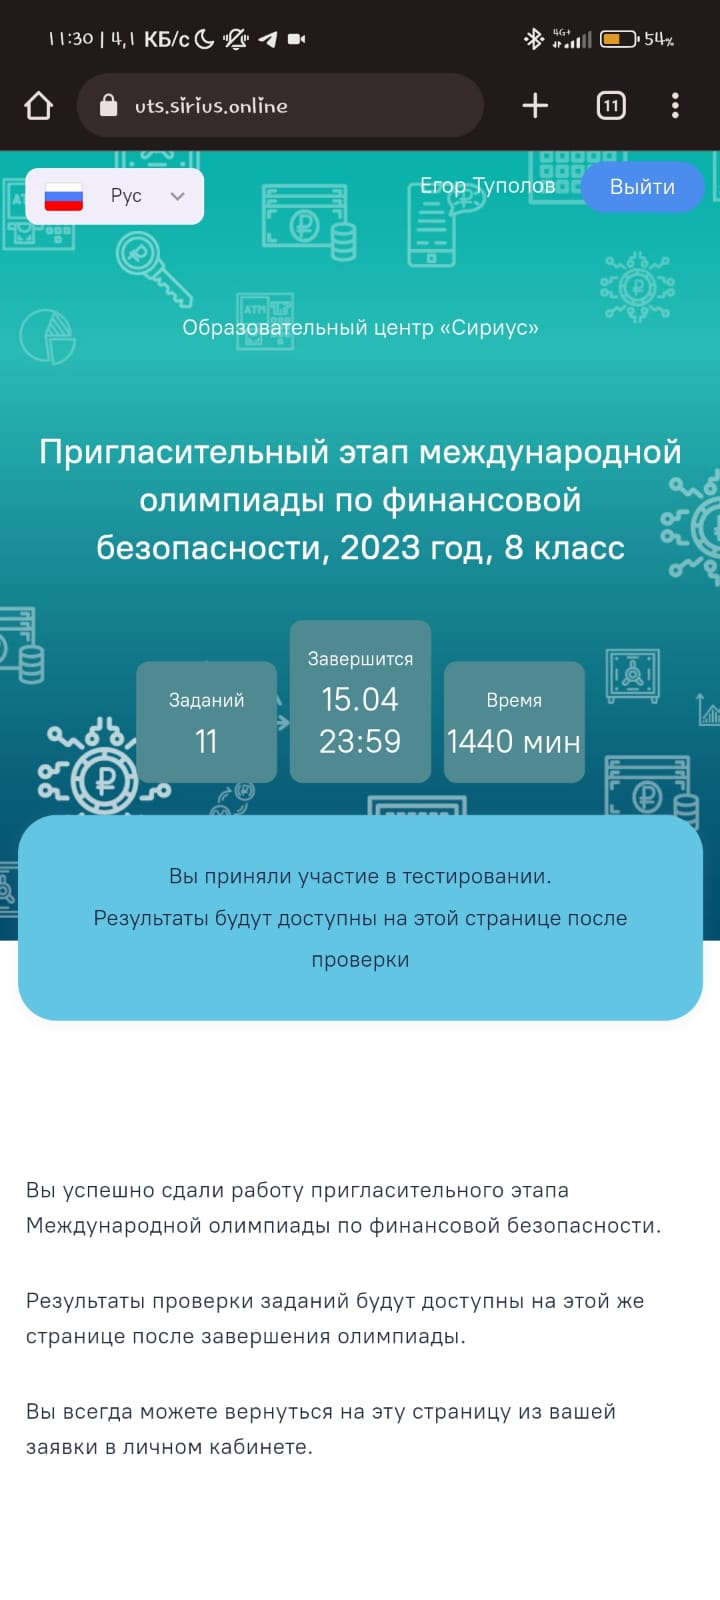 11:30 | 4,1 КБ/с
4G+
54%
uts.sirius.online
11
Рус
Егор Туполов
Выйти
ATM
Образовательный центр «Сириус»
Пригласительный этап международной
олимпиады по финансовой
безопасности, 2023 год, 8 класс
Заданий
11
Завершится
15.04
23:59
Время
1440 мин
Вы приняли участие в тестировании.
Результаты будут доступны на этой странице после
проверки
Вы успешно сдали работу пригласительного этапа
Международной олимпиады по финансовой безопасности.
Результаты проверки заданий будут доступны на этой же
странице после завершения олимпиады.
Вы всегда можете вернуться на эту страницу из вашей
заявки в личном кабинете.